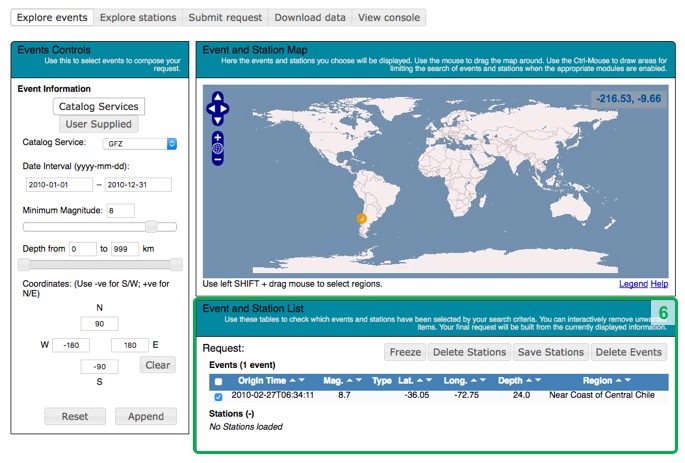 Explore events Explore stations Submit request Download data View console
Events Controls
Use this to select events to compose your
request.
Event Information
Catalog Services
User Supplied
Catalog Service: GFZ
Date Interval (yyyy-mm-dd):
2010-01-01 – 2010-12-31
Minimum Magnitude: 8
Depth from 0 to 999 km
Coordinates: (Use -ve for S/W; +ve for
N/E)
N
90
W -180 180 E
-90 Clear
S
Reset Append
Event and Station Map
Here the events and stations you choose will be displayed. Use the mouse to drag the map around. Use the Ctrl-Mouse to draw areas for
limiting the search of events and stations when the appropriate modules are enabled.
-216.53, -9.66
Use left SHIFT + drag mouse to select regions. Legend Help
Event and Station List 6
Use these tables to check which events and stations have been selected by your search criteria. You can interactively remove
items. Your final request will be built from the currently displayed information.
Request: Freeze Delete Stations Save Stations Delete Events
Events (1 event)
Origin Time Mag. Type Lat. Long. Depth Region
2010-02-27T06:34:11 8.7 -36.05 -72.75 24.0 Near Coast of Central Chile
Stations (-)
No Stations loaded